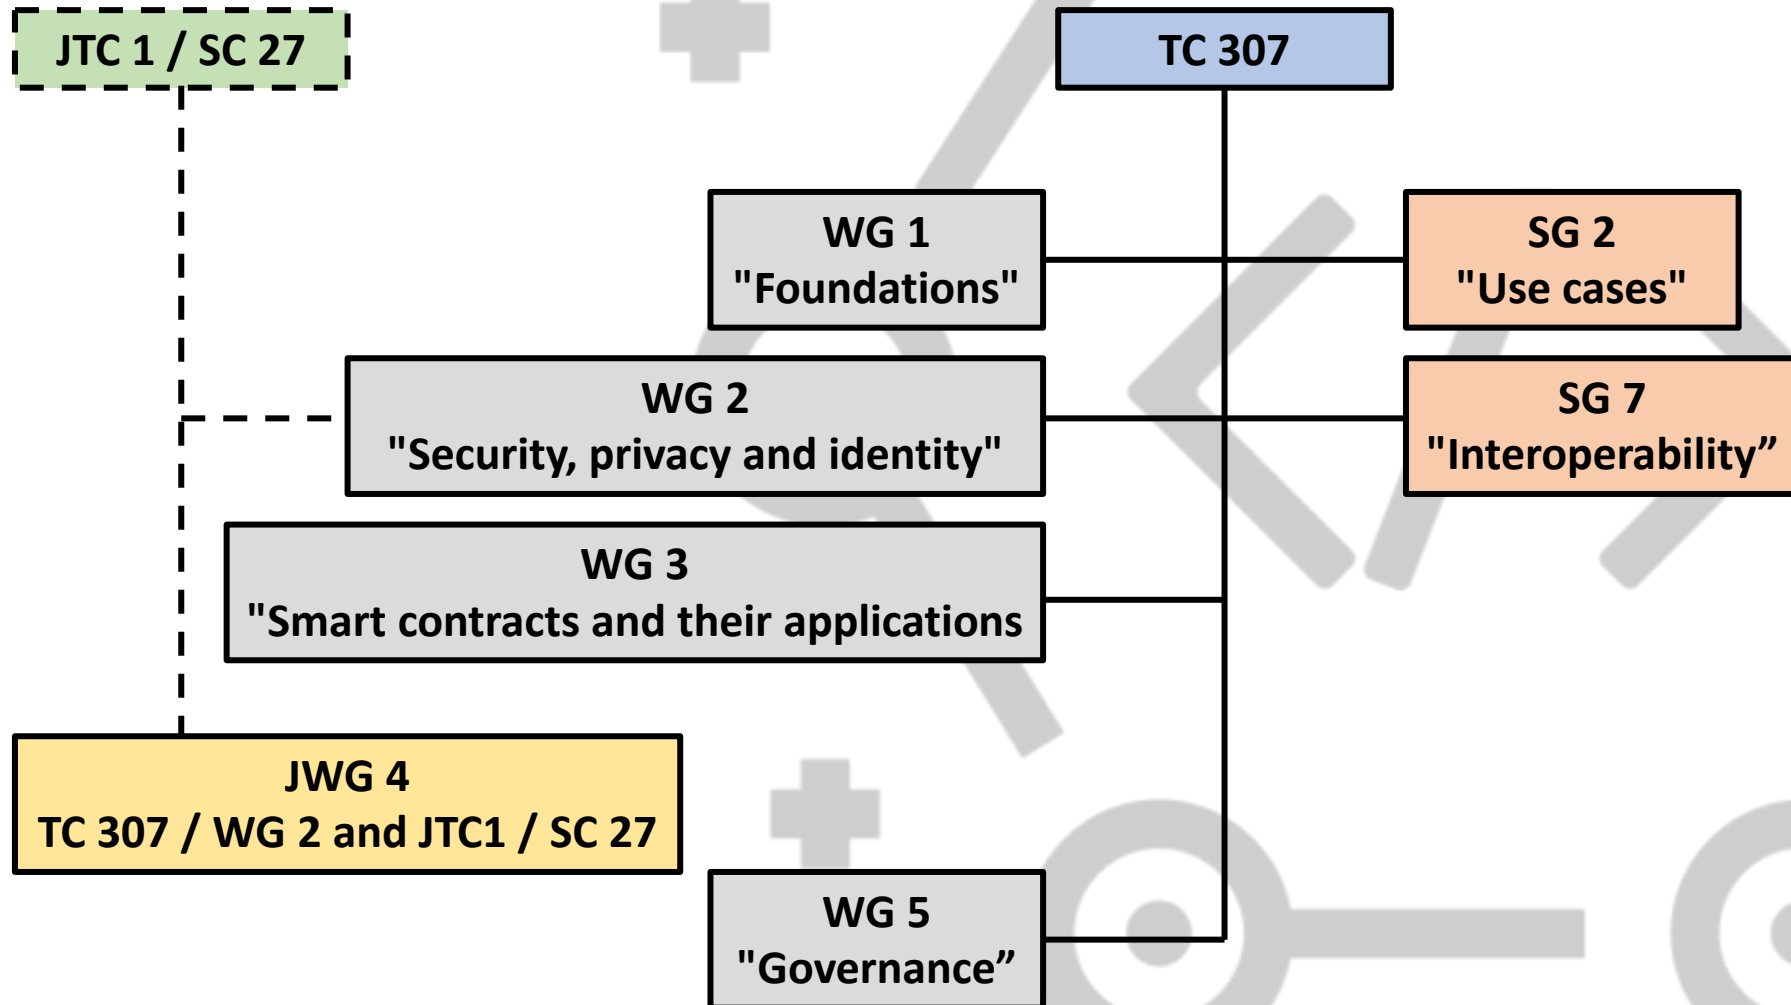 JTC 1 / SC 27
TC 307
WG 1
"Foundations"
SG 2
"Use cases"
WG 2
"Security, privacy and identity"
SG 7
"Interoperability”
WG 3
"Smart contracts and their applications
JWG 4
TC 307 / WG 2 and JTC1 / SC 27
WG 5
"Governance”